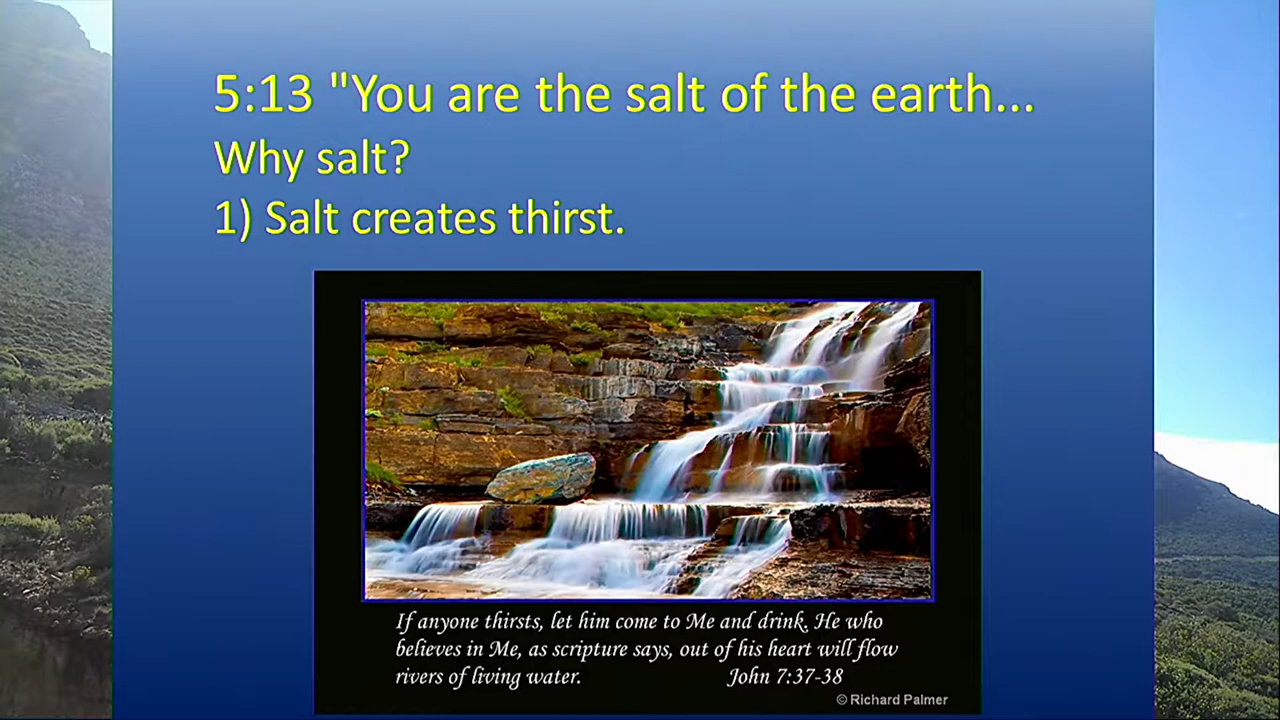 5:13 "You are the salt of the earth...
Why salt?
1) Salt creates thirst.
If anyone thirsts, let him come to Me and drink. He who
believes in Me, as scripture says, out of his heart will flow
rivers of living water. John 7:37-38
© Richard Palmer